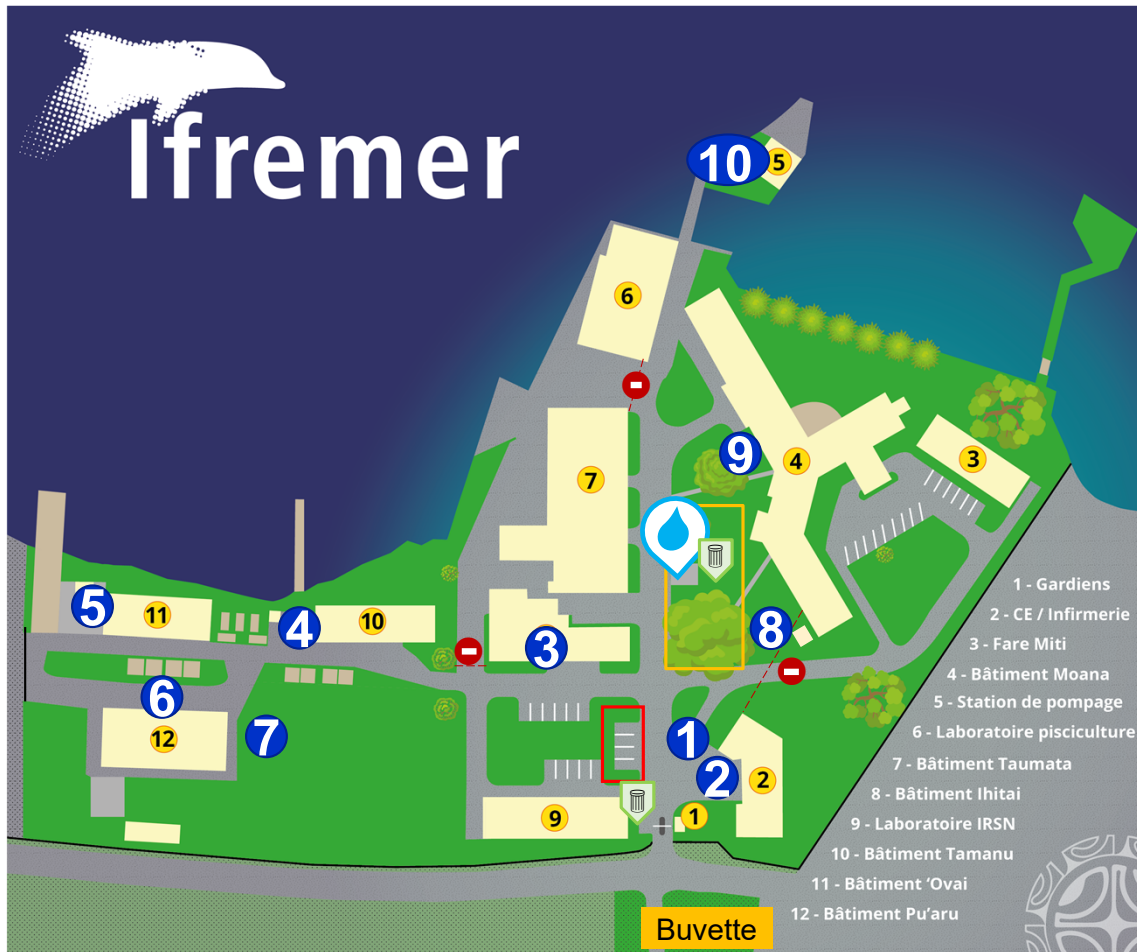 Ifremer
10
5
6
9
4
3
7
5
11
4
10
3
8
6
12
7
1
2
2
9
1
1 - Gardiens
2 - CE / Infirmerie
3 - Fare Miti
4 - Bâtiment Moana
5 - Station de pompage
6 - Laboratoire pisciculture
7 - Bâtiment Taumata
8 - Bâtiment Ihitai
9 - Laboratoire IRSN
10 - Bâtiment Tamanu
11 - Bâtiment ‘Ovai
12 - Bâtiment Pu’aru
Buvette